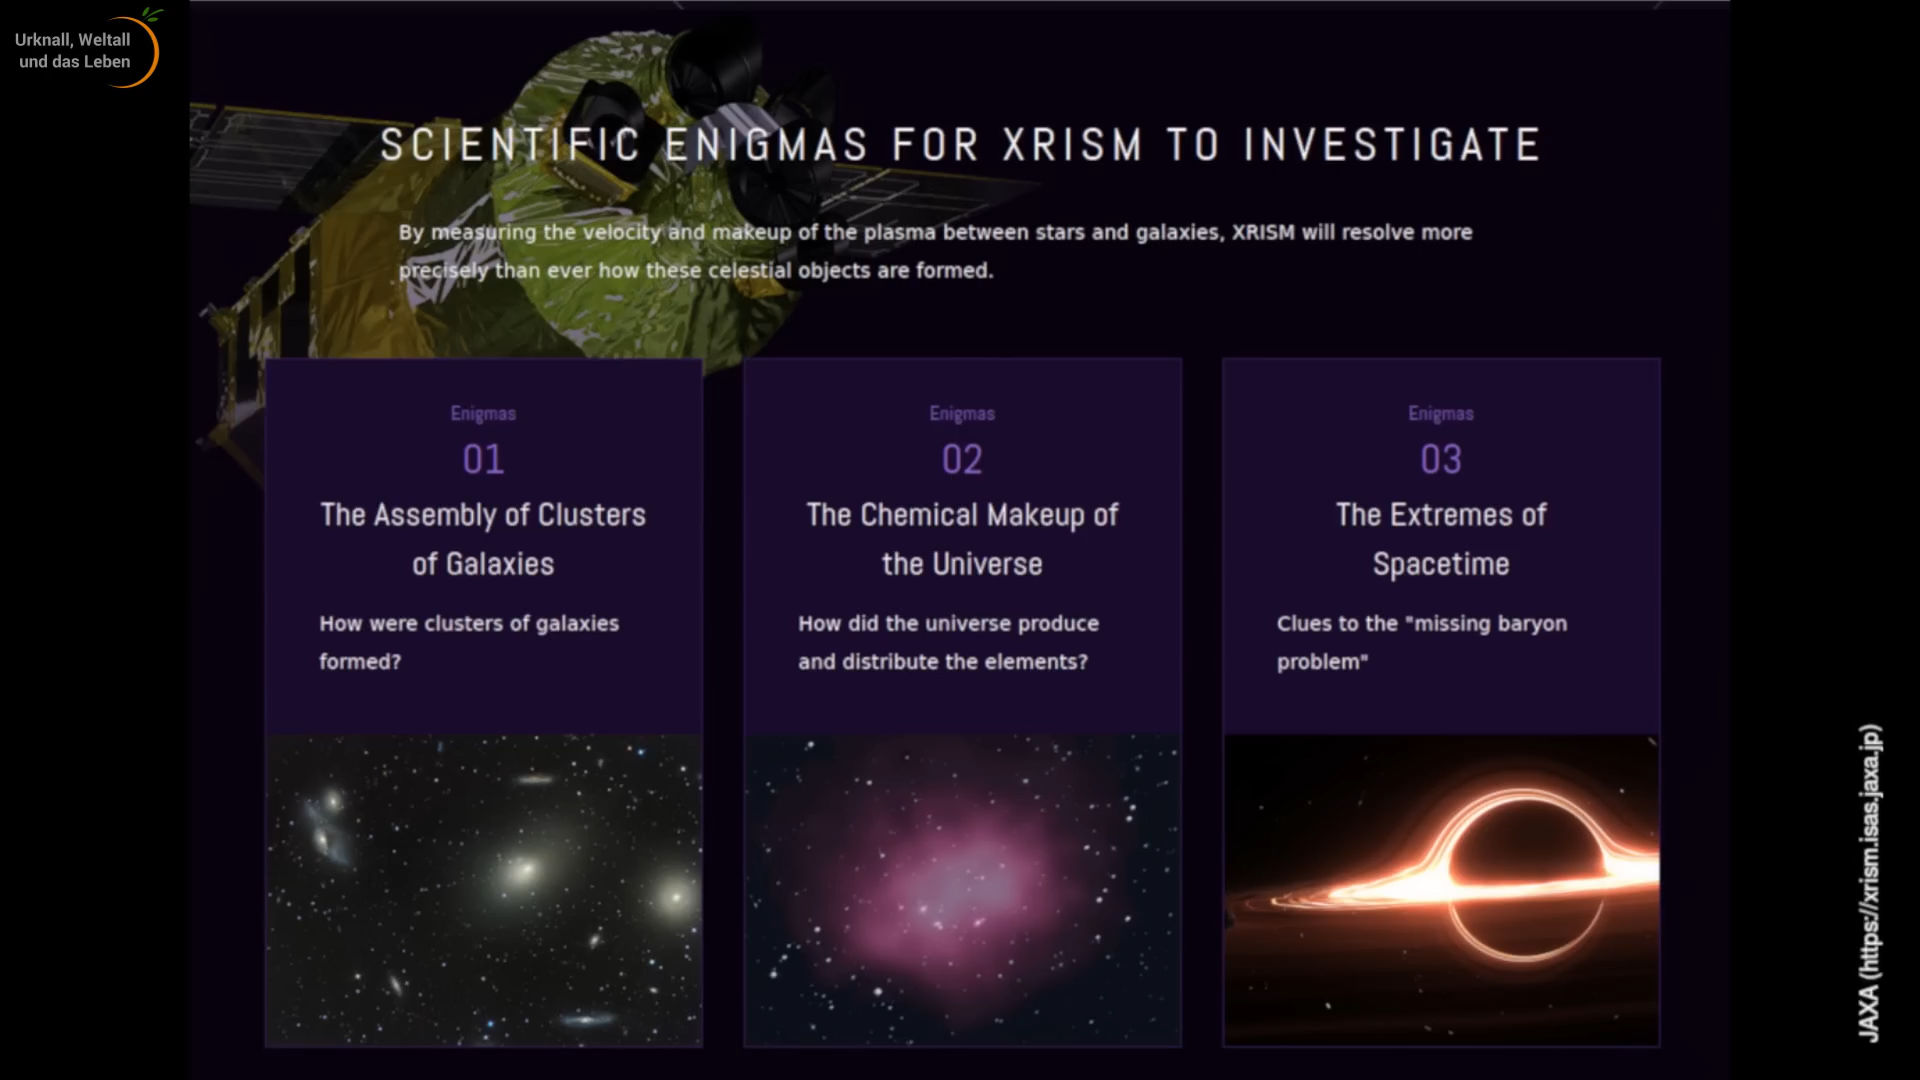 Urknall, Weltall
und das Leben
SCIENTIFIC ENIGMAS FOR XRISM TO INVESTIGATE
By measuring the velocity and makeup of the plasma between stars and galaxies, XRISM will resolve more
precisely than ever how these celestial objects are formed.
Enigmas
01
The Assembly of Clusters
of Galaxies
How were clusters of galaxies
formed?
Enigmas
02
The Chemical Makeup of
the Universe
How did the universe produce
and distribute the elements?
Enigmas
03
The Extremes of
Spacetime
Clues to the "missing baryon
problem"
JAXA (https://xrism.isas.jaxa.jp)